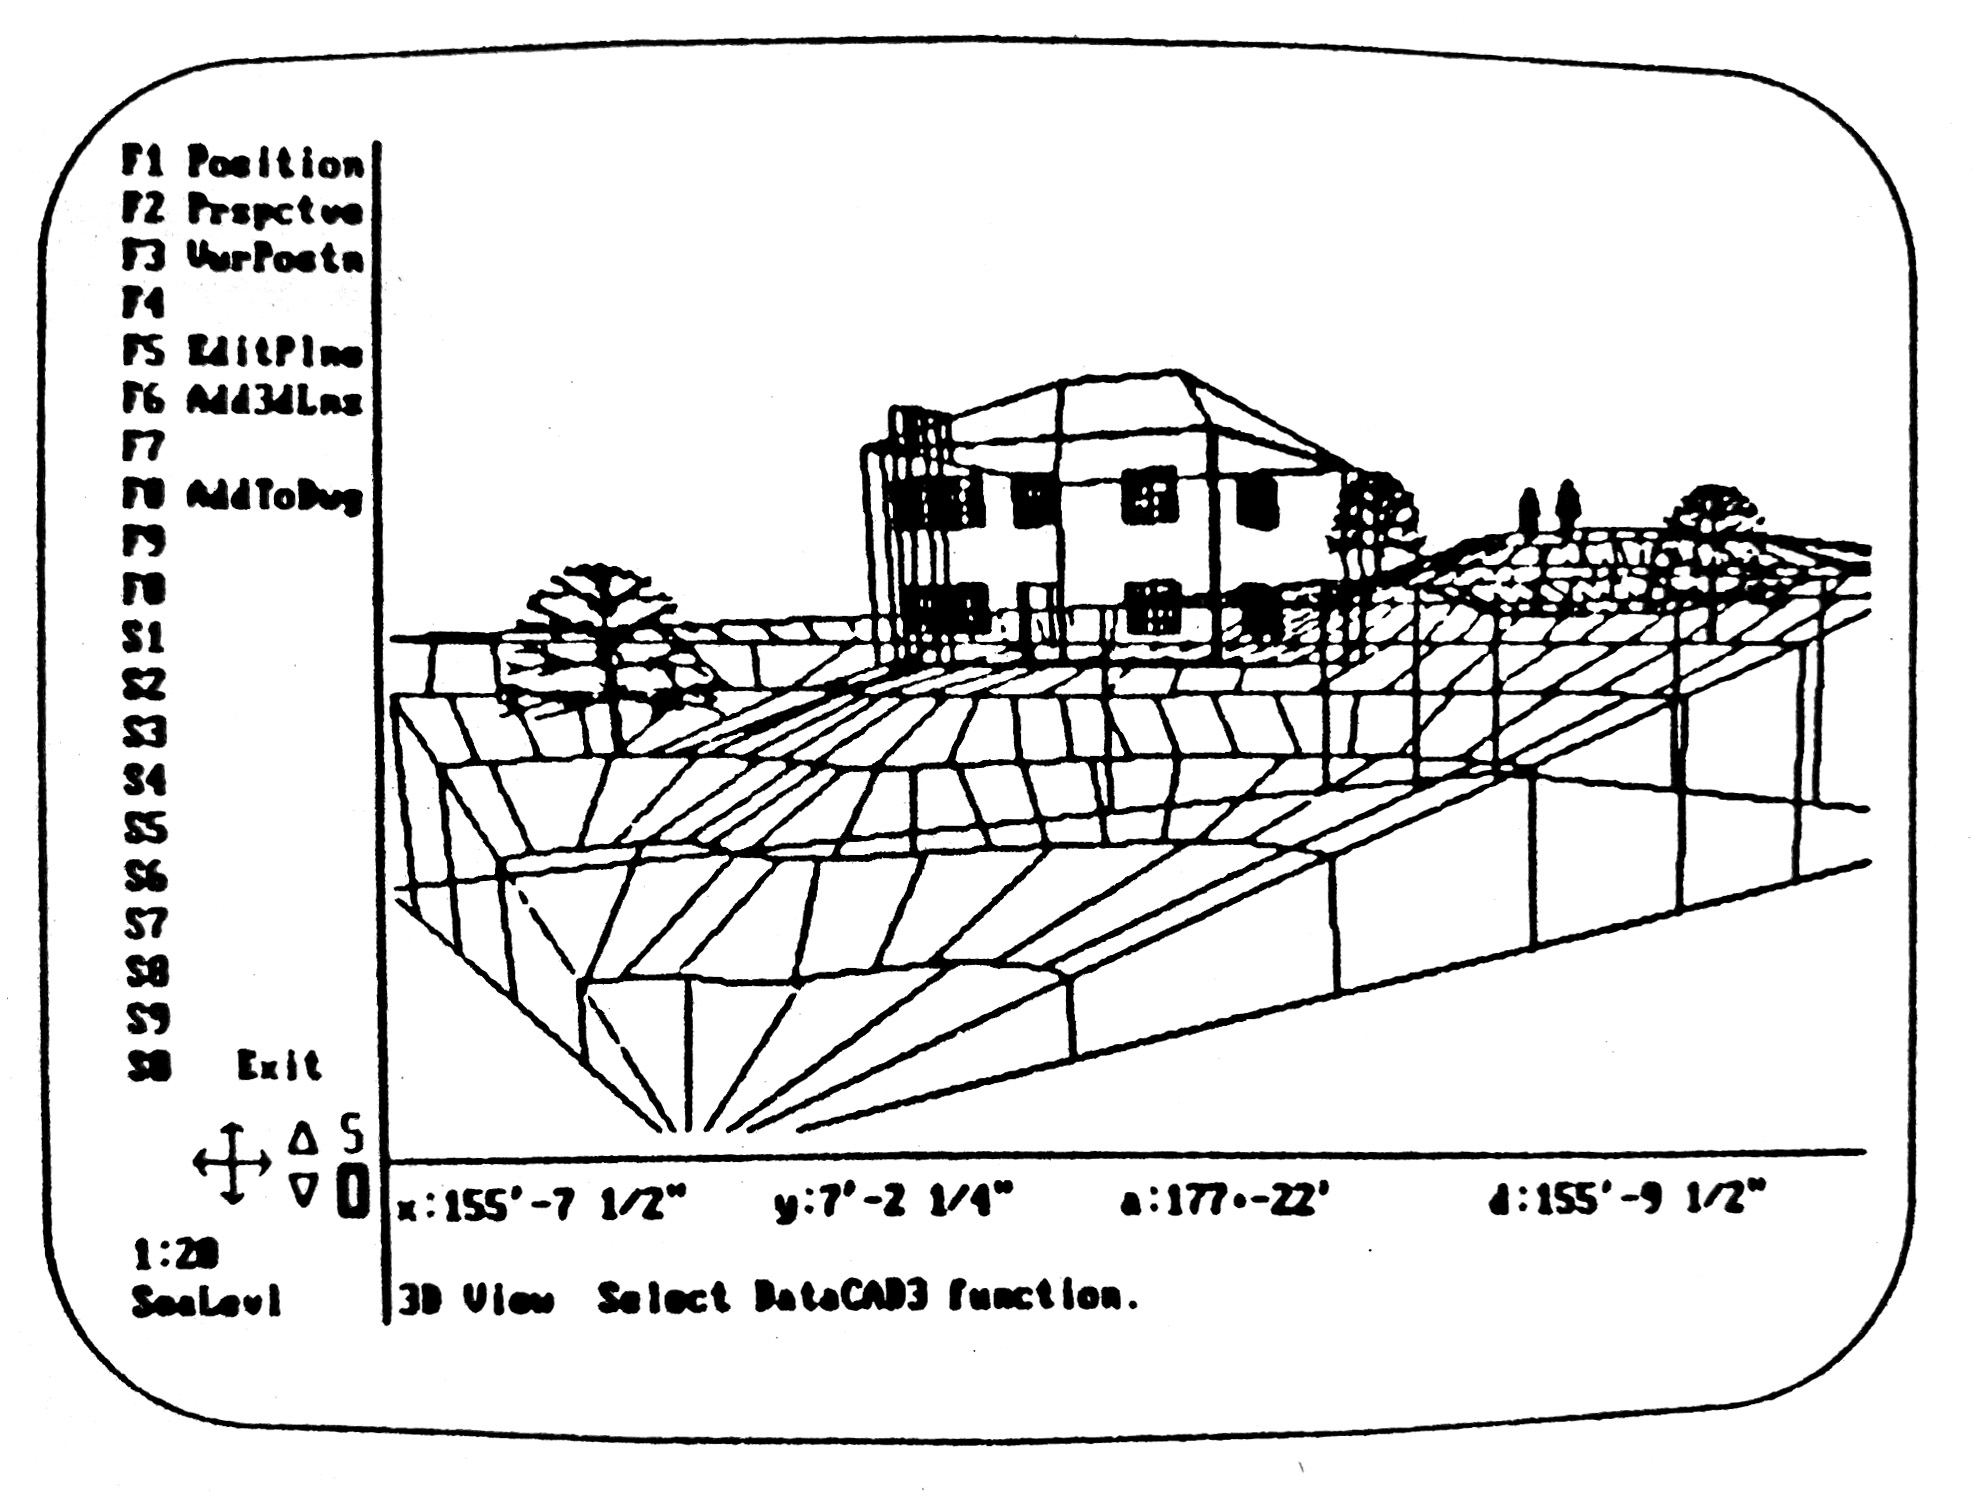 F1 Position
F2 Prspctve
F3 VwrPostn
F4
F5 EditPlns
F6 Add3dLns
F7
F8 AddToDwg
F9
F0
S1
S2
S3
S4
S5
S6
S7
S8
S9
S0 Exit
S
O
x:155'-7 1/2" y:7'-2 1/4" a:177•-22' d:155'-9 1/2"
1:20
SeaLevl
3D View Select DataCAD3 function.